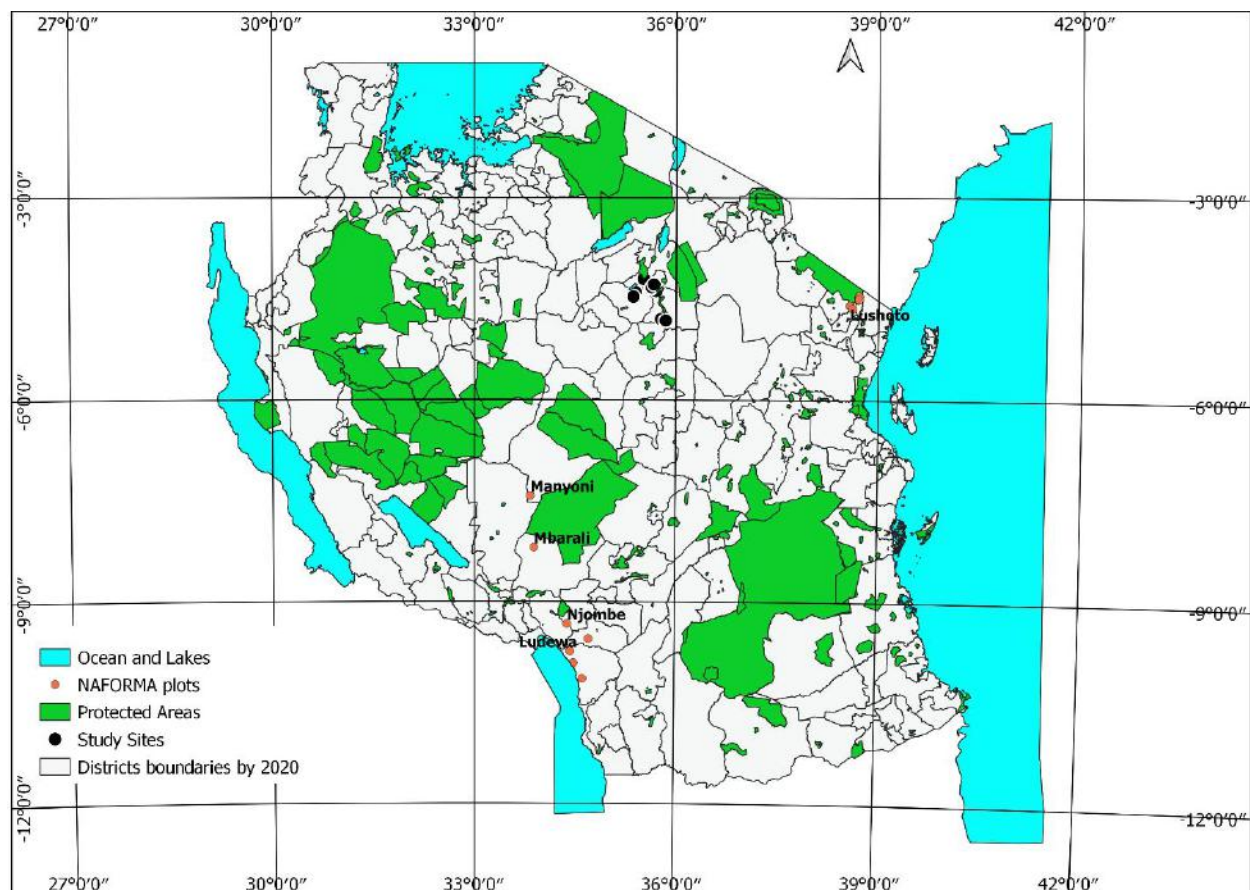 27°0'0″ 30°0'0″ 33°0'0″ 36°0'0″ 39°0'0″ 42°0'0″
-3°0'0″ -3°0'0″
Lushoto
-6°0'0″ -6°0'0″
Manyoni
Mbarali
-9°0'0″ -9°0'0″
Njombe
Ludewa
Ocean and Lakes
NAFORMA plots
Protected Areas
Study Sites
Districts boundaries by 2020
-12°0'0″ -12°0'0″
27°0'0″ 30°0'0″ 33°0'0″ 36°0'0″ 39°0'0″ 42°0'0″